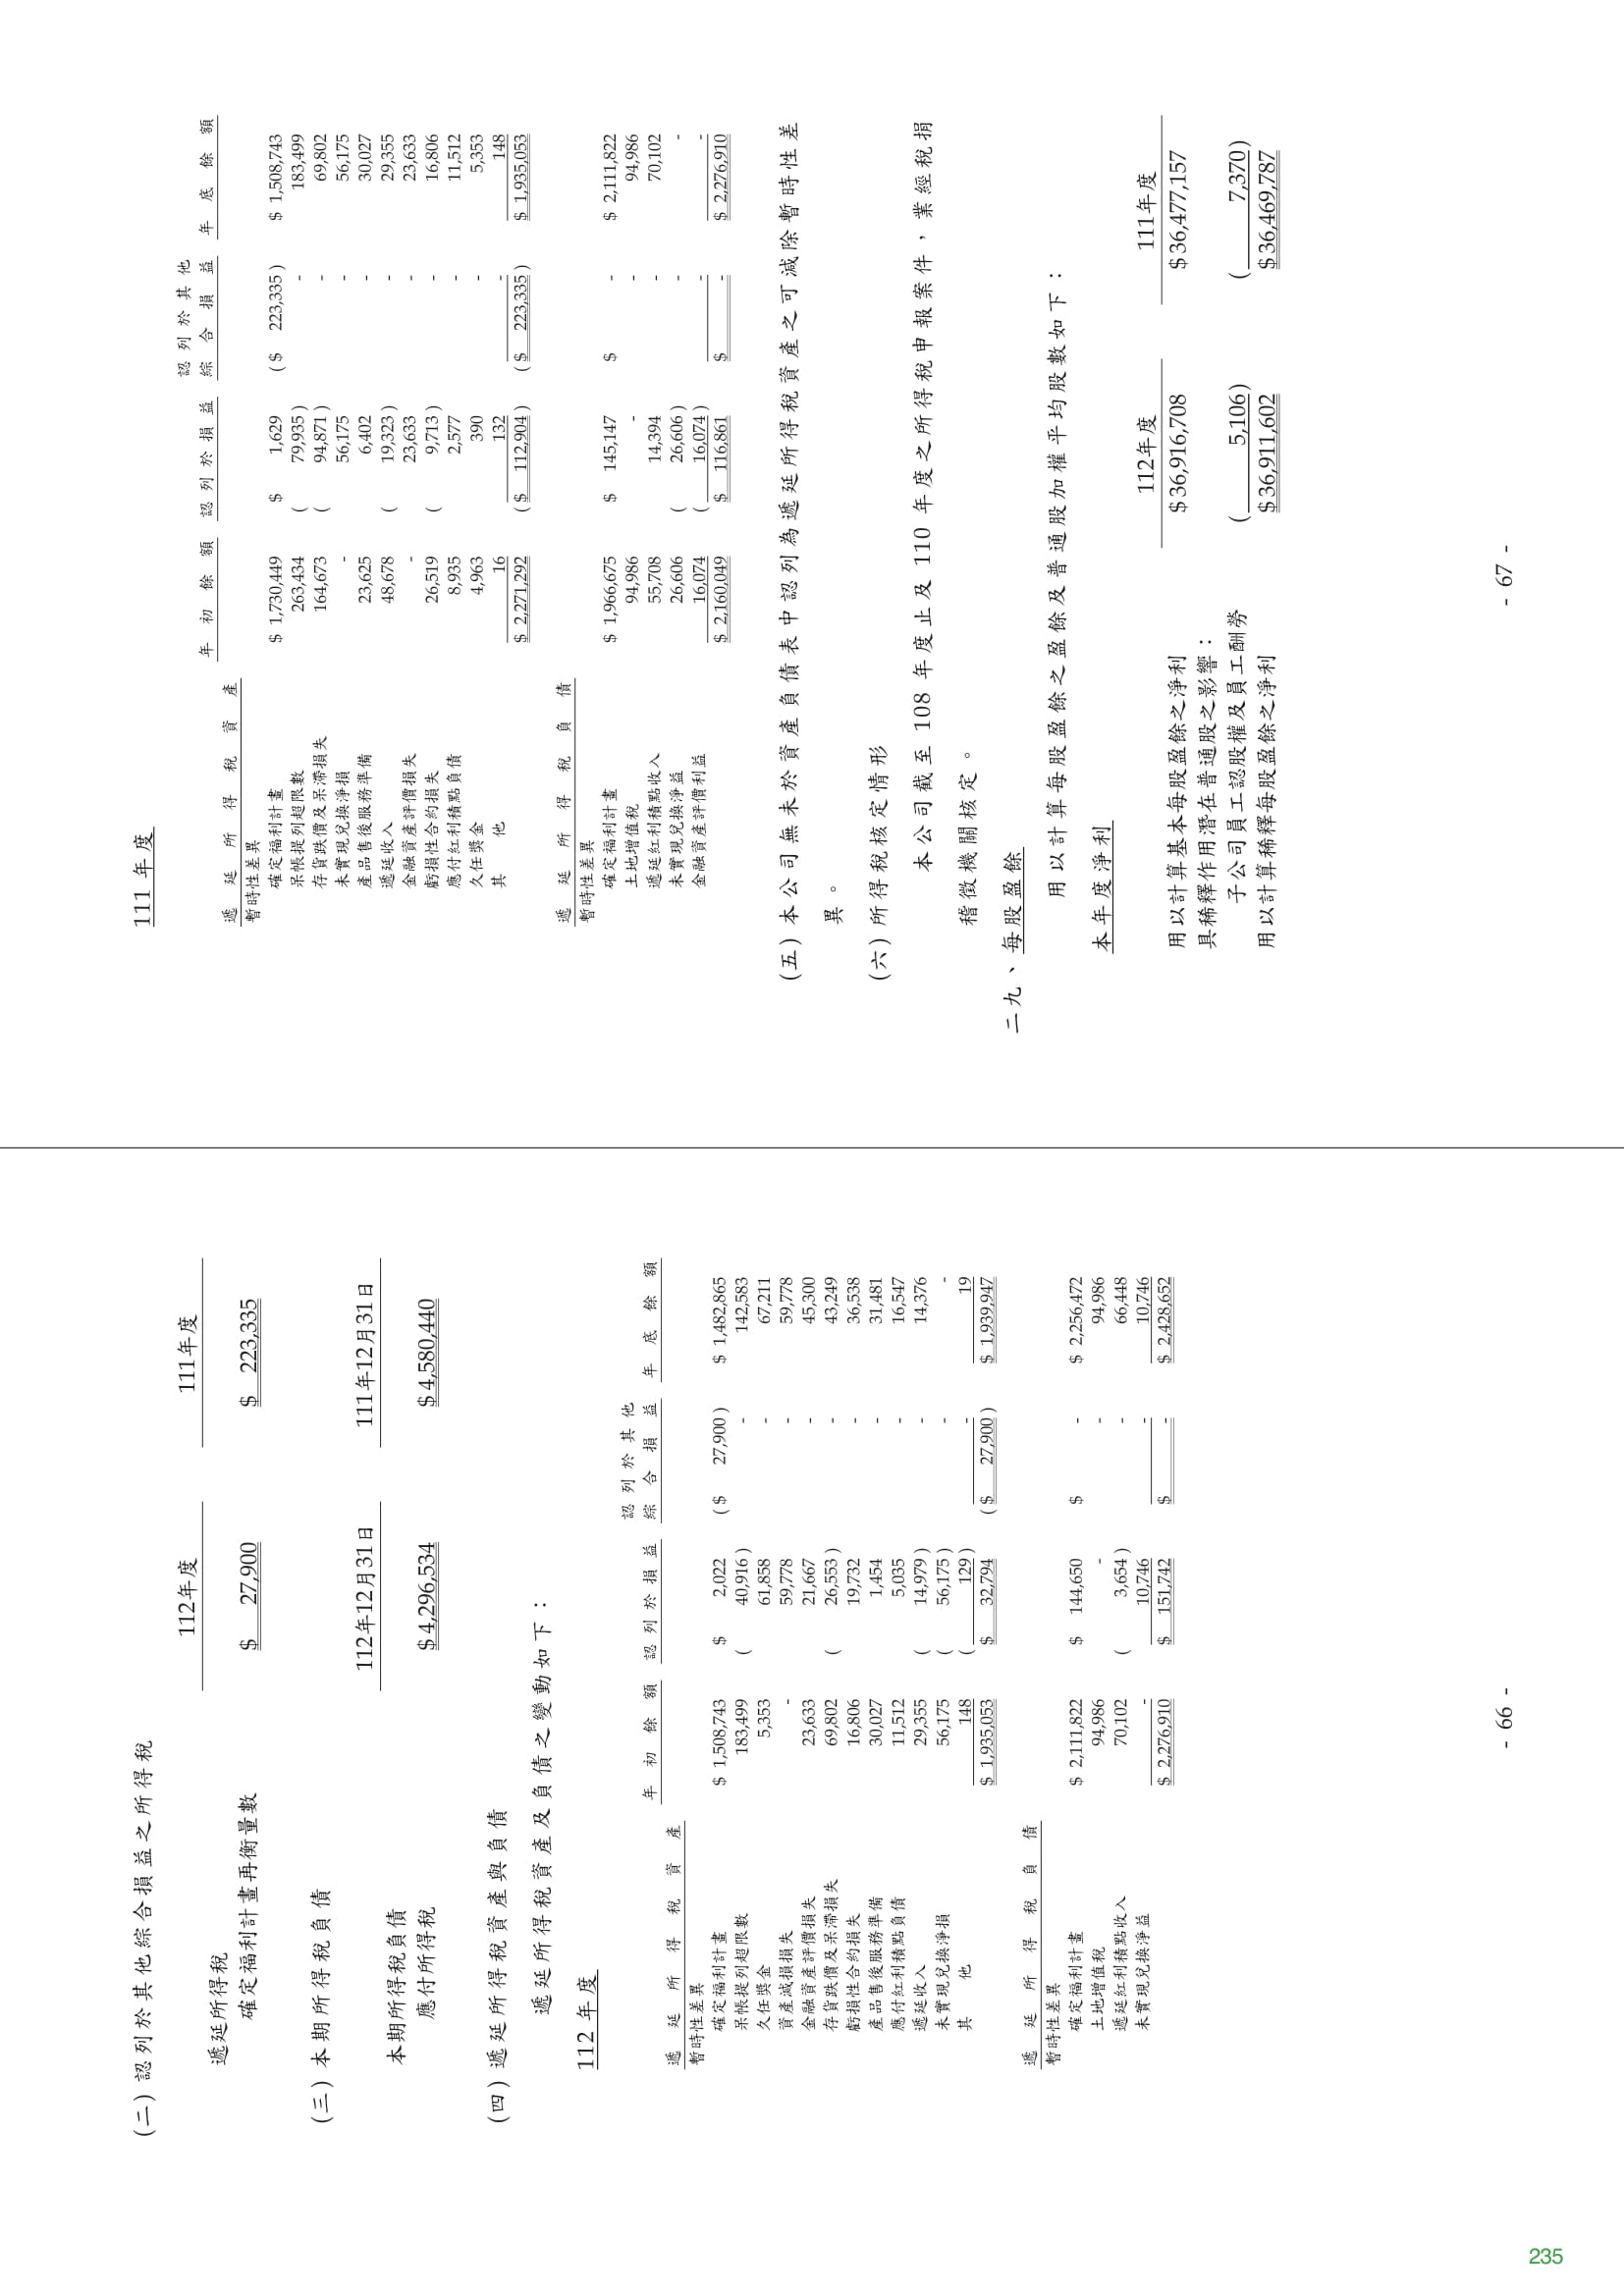 (二) 認列於其他綜合損益之所得稅
112年度 111年度
遞延所得稅
確定福利計畫再衡量數 $ 27,900 $ 223,335
(三) 本期所得稅負債
112年12月31日 111年12月31日
本期所得稅負債
應付所得稅 $ 4,296,534 $ 4,580,440
(四) 遞延所得稅資產與負債
遞延所得稅資產及負債之變動如下：
112 年度
認列於其他
年初餘額 認列於損益 綜合損益 年底餘額
遞延所得稅資產
暫時性差異
確定福利計畫 $ 1,508,743 $ 2,022 ( $ 27,900 ) $ 1,482,865
呆帳提列超限數 183,499 ( 40,916 ) - 142,583
久任獎金 5,353 61,858 - 67,211
資產減損損失 - 59,778 - 59,778
金融資產評價損失 23,633 21,667 - 45,300
存貨跌價及呆滯損失 69,802 ( 26,553 ) - 43,249
虧損性合約損失 16,806 19,732 - 36,538
產品售後服務準備 30,027 1,454 - 31,481
應付紅利積點負債 11,512 5,035 - 16,547
遞延收入 29,355 ( 14,979 ) - 14,376
未實現兌換淨損 56,175 ( 56,175 ) - -
其他 148 ( 129 ) - 19
$ 1,935,053 $ 32,794 ( $ 27,900 ) $ 1,939,947
遞延所得稅負債
暫時性差異
確定福利計畫 $ 2,111,822 $ 144,650 $ - $ 2,256,472
土地增值稅 94,986 - - 94,986
遞延紅利積點收入 70,102 ( 3,654 ) - 66,448
未實現兌換淨益 - 10,746 - 10,746
$ 2,276,910 $ 151,742 $ - $ 2,428,652
- 66 -
111 年度
認列於其他
年初餘額 認列於損益 綜合損益 年底餘額
遞延所得稅資產
暫時性差異
確定福利計畫 $ 1,730,449 $ 1,629 ( $ 223,335 ) $ 1,508,743
呆帳提列超限數 263,434 ( 79,935 ) - 183,499
存貨跌價及呆滯損失 164,673 ( 94,871 ) - 69,802
未實現兌換淨損 - 56,175 - 56,175
產品售後服務準備 23,625 6,402 - 30,027
遞延收入 48,678 ( 19,323 ) - 29,355
金融資產評價損失 - 23,633 - 23,633
虧損性合約損失 26,519 ( 9,713 ) - 16,806
應付紅利積點負債 8,935 2,577 - 11,512
久任獎金 4,963 390 - 5,353
其他 16 132 - 148
$ 2,271,292 ( $ 112,904 ) ( $ 223,335 ) $ 1,935,053
遞延所得稅負債
暫時性差異
確定福利計畫 $ 1,966,675 $ 145,147 $ - $ 2,111,822
土地增值稅 94,986 - - 94,986
遞延紅利積點收入 55,708 14,394 - 70,102
未實現兌換淨益 26,606 ( 26,606 ) - -
金融資產評價利益 16,074 ( 16,074 ) - -
$ 2,160,049 $ 116,861 $ - $ 2,276,910
(五) 本公司無未於資產負債表中認列為遞延所得稅資產之可減除暫時性差
異。
(六) 所得稅核定情形
本公司截至 108 年度止及 110 年度之所得稅申報案件，業經稅捐
稽徵機關核定。
二九、每股盈餘
用以計算每股盈餘之盈餘及普通股加權平均股數如下：
本年度淨利
112年度 111年度
用以計算基本每股盈餘之淨利 $ 36,916,708 $ 36,477,157
具稀釋作用潛在普通股之影響：
子公司員工認股權及員工酬勞 ( 5,106) ( 7,370)
用以計算稀釋每股盈餘之淨利 $ 36,911,602 $ 36,469,787
- 67 -
235